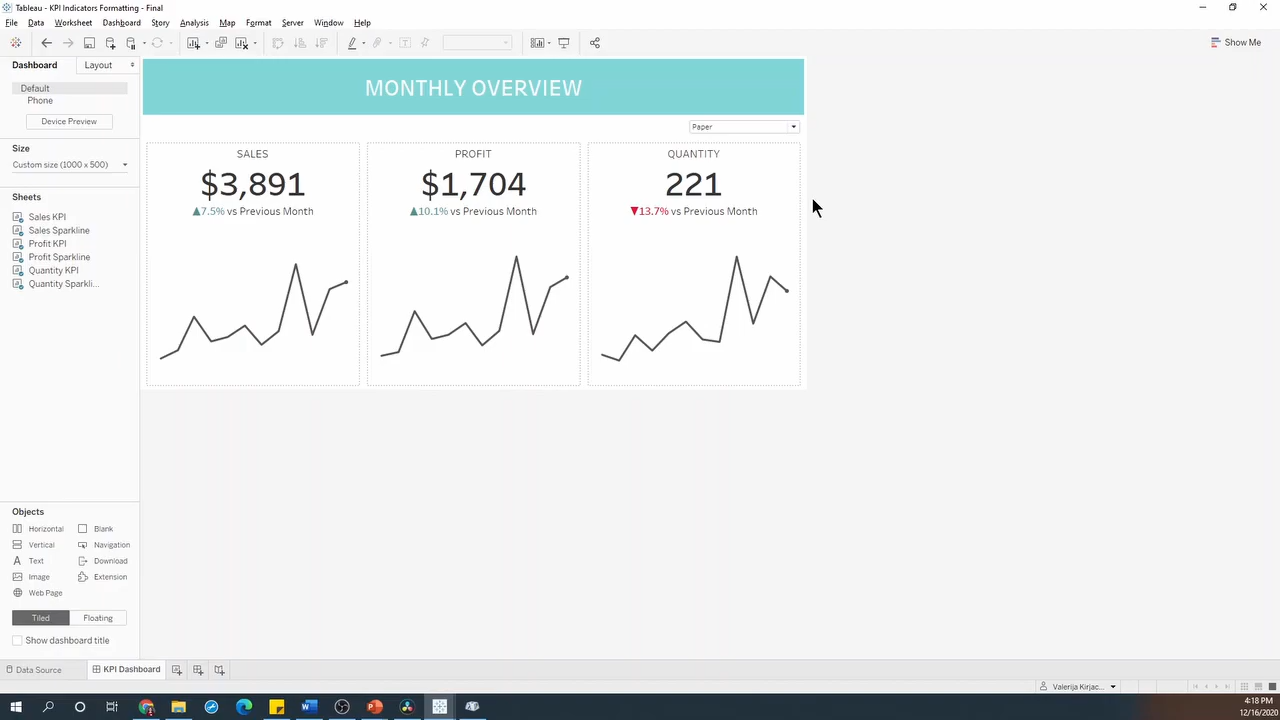 Tableau - KPI Indicators Formatting - Final
File Data Worksheet Dashboard Story Analysis Map Format Server Window Help
Show Me
Dashboard Layout
Default
Phone
Device Preview
Size
Custom size (1000 x 500)
Sheets
Sales KPI
Sales Sparkline
Profit KPI
Profit Sparkline
Quantity KPI
Quantity Sparkli...
Objects
Horizontal Blank
Vertical Navigation
Text Download
Image Extension
Web Page
Tiled Floating
Show dashboard title
MONTHLY OVERVIEW
Paper
SALES
$3,891
▲7.5% vs Previous Month
PROFIT
$1,704
▲10.1% vs Previous Month
QUANTITY
221
▼13.7% vs Previous Month
Data Source KPI Dashboard
Valerija Kirjac...
4:18 PM
12/16/2020